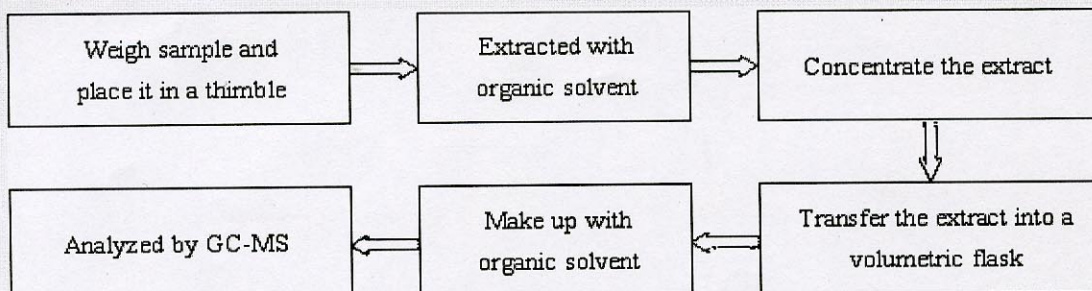 Weigh sample and
place it in a thimble
Extracted with
organic solvent
Concentrate the extract
Transfer the extract into a
volumetric flask
Make up with
organic solvent
Analyzed by GC-MS